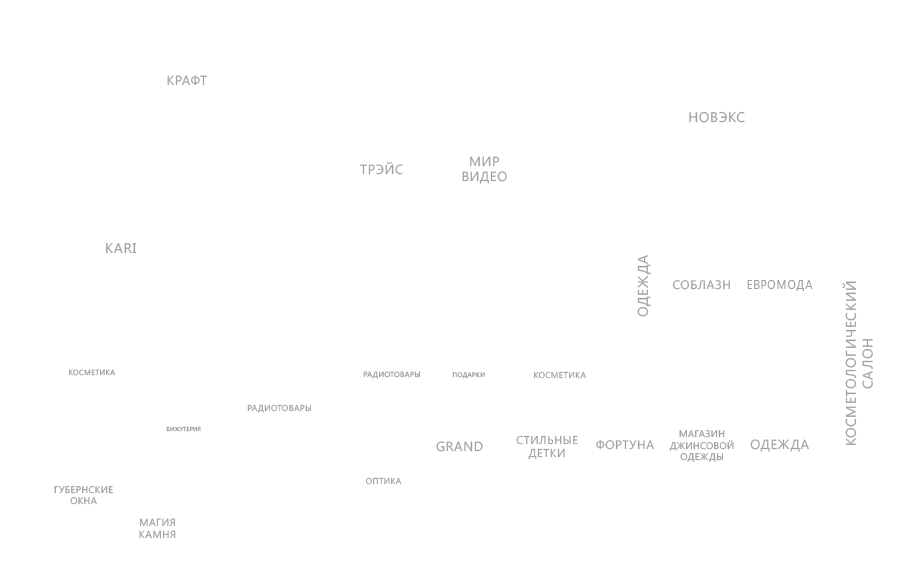 КРАФТ
НОВЭКС
ТРЭЙС
МИР
ВИДЕО
KARI
ОДЕЖДА
СОБЛАЗН
ЕВРОМОДА
КОСМЕТОЛОГИЧЕСКИЙ
САЛОН
КОСМЕТИКА
РАДИОТОВАРЫ
ПОДАРКИ
КОСМЕТИКА
РАДИОТОВАРЫ
БИЖУТЕРИЯ
GRAND
СТИЛЬНЫЕ
ДЕТКИ
ФОРТУНА
МАГАЗИН
ДЖИНСОВОЙ
ОДЕЖДЫ
ОДЕЖДА
ОПТИКА
ГУБЕРНСКИЕ
ОКНА
МАГИЯ
КАМНЯ